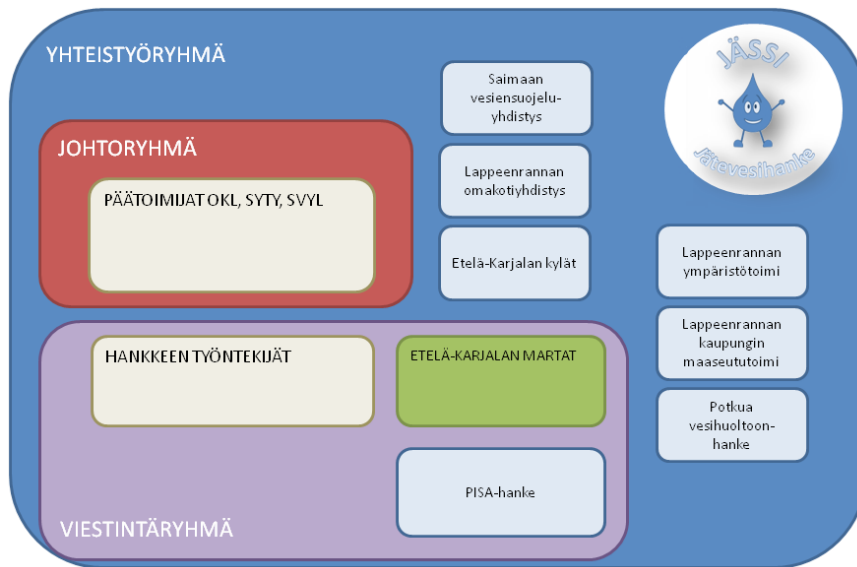 YHTEISTYÖRYHMÄ
JÄSSI
Jätevesihanke
Saimaan
vesiensuojelu-
yhdistys
JOHTORYHMÄ
PÄÄTOIMIJAT OKL, SYTY, SVYL
Lappeenrannan
omakotiyhdistys
Etelä-Karjalan kylät
Lappeenrannan
ympäristötoimi
Lappeenrannan
kaupungin
maaseututoimi
Potkua
vesihuoltoon-
hanke
HANKKEEN TYÖNTEKIJÄT
ETELÄ-KARJALAN MARTAT
PISA-hanke
VIESTINTÄRYHMÄ